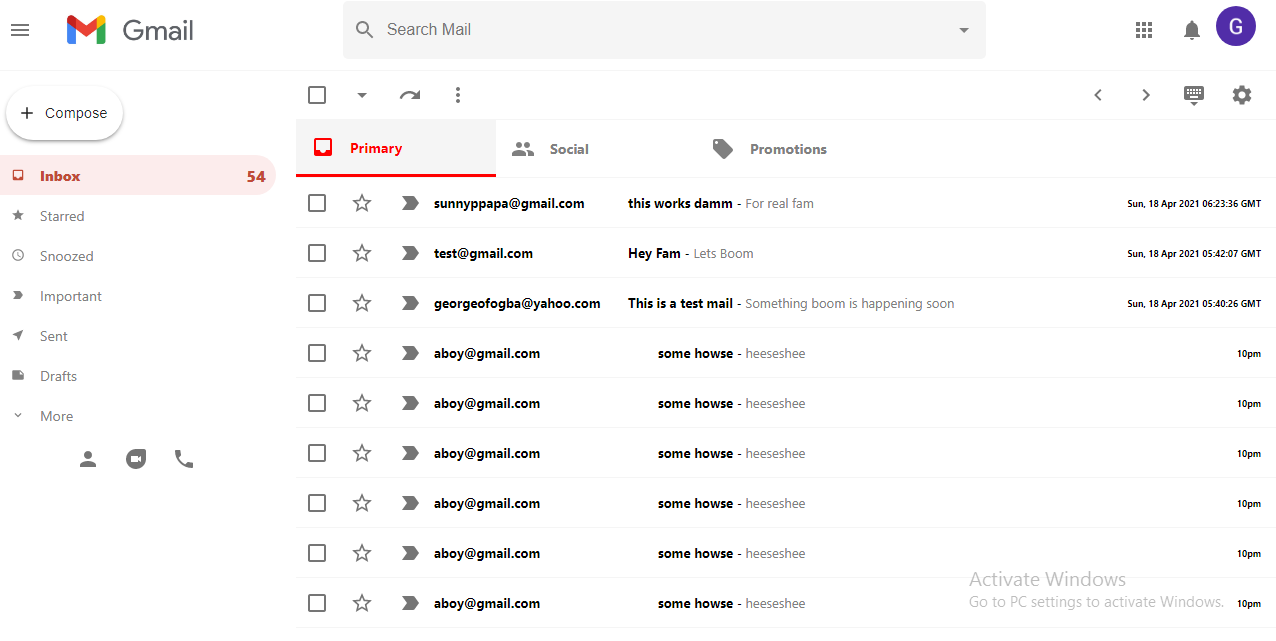 Gmail
Search Mail
G
Compose
Inbox 54
Starred
Snoozed
Important
Sent
Drafts
More
Primary Social Promotions
sunnyppapa@gmail.com this works damm - For real fam Sun, 18 Apr 2021 06:23:36 GMT
test@gmail.com Hey Fam - Lets Boom Sun, 18 Apr 2021 05:42:07 GMT
georgeofogba@yahoo.com This is a test mail - Something boom is happening soon Sun, 18 Apr 2021 05:40:26 GMT
aboy@gmail.com some howse - heeseshee 10pm
aboy@gmail.com some howse - heeseshee 10pm
aboy@gmail.com some howse - heeseshee 10pm
aboy@gmail.com some howse - heeseshee 10pm
aboy@gmail.com some howse - heeseshee 10pm
aboy@gmail.com some howse - heeseshee 10pm
Activate Windows
Go to PC settings to activate Windows.